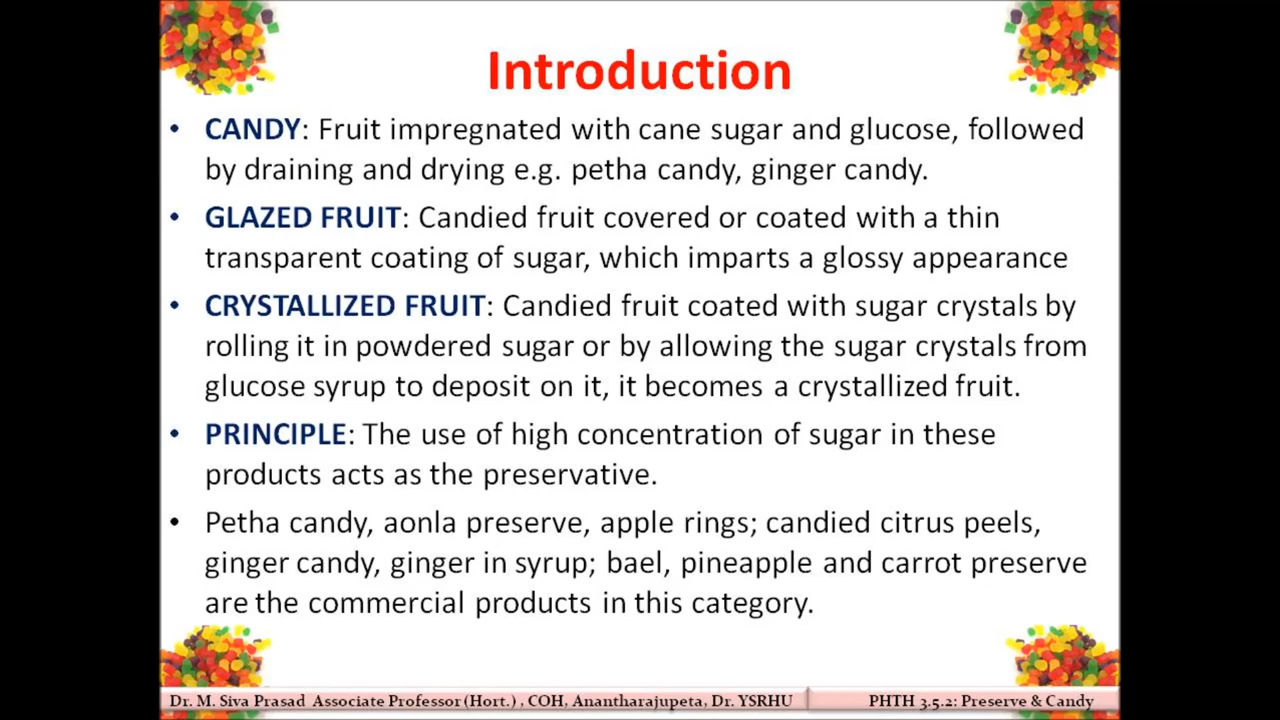 Introduction
• CANDY: Fruit impregnated with cane sugar and glucose, followed
by draining and drying e.g. petha candy, ginger candy.
• GLAZED FRUIT: Candied fruit covered or coated with a thin
transparent coating of sugar, which imparts a glossy appearance
• CRYSTALLIZED FRUIT: Candied fruit coated with sugar crystals by
rolling it in powdered sugar or by allowing the sugar crystals from
glucose syrup to deposit on it, it becomes a crystallized fruit.
• PRINCIPLE: The use of high concentration of sugar in these
products acts as the preservative.
• Petha candy, aonla preserve, apple rings; candied citrus peels,
ginger candy, ginger in syrup; bael, pineapple and carrot preserve
are the commercial products in this category.
Dr. M. Siva Prasad Associate Professor (Hort.) , COH, Anantharajupeta, Dr. YSRHU
PHTH 3.5.2: Preserve & Candy